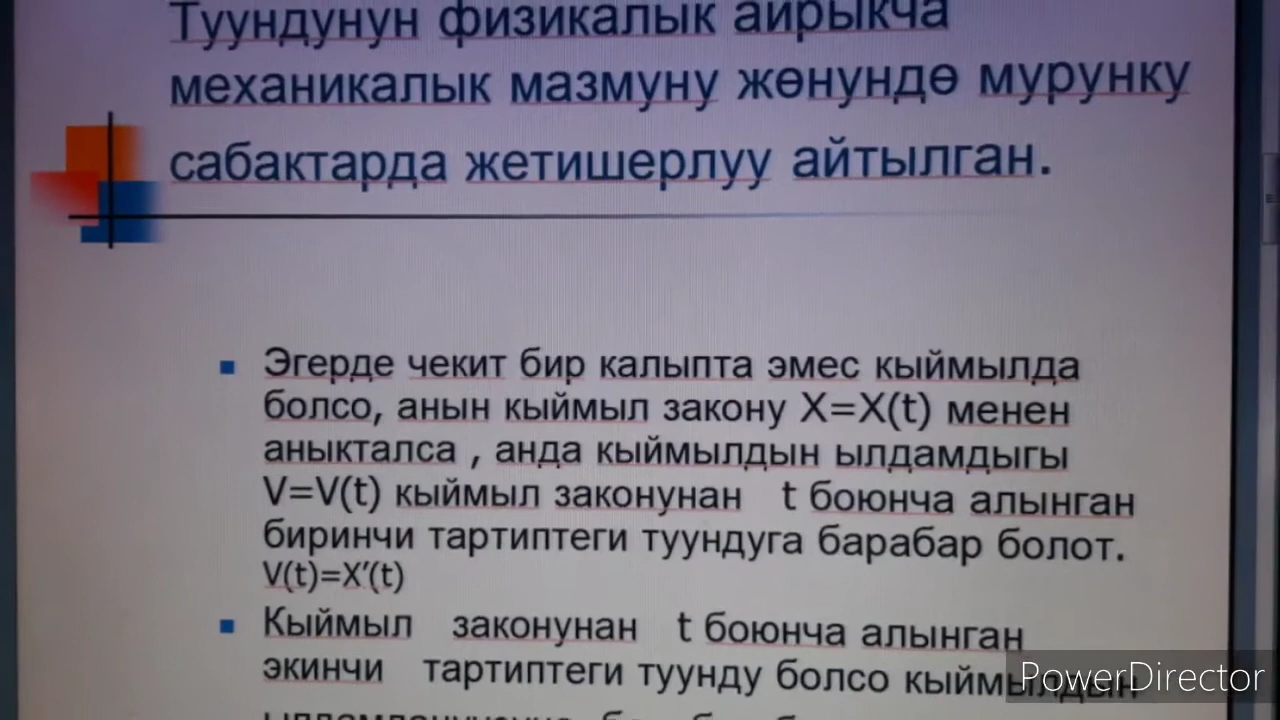 Туундунун физикалык айрыкча
механикалык мазмуну жөнундө мурунку
сабактарда жетишерлуу айтылган.
Эгерде чекит бир калыпта эмес кыймылда
болсо, анын кыймыл закону X=X(t) менен
аныкталса , анда кыймылдын ылдамдыгы
V=V(t) кыймыл законунан t боюнча алынган
биринчи тартиптеги туундуга барабар болот.
V(t)=X’(t)
Кыймыл законунан t боюнча алынган
экинчи тартиптеги туунду болсо кыймылдын
PowerDirector